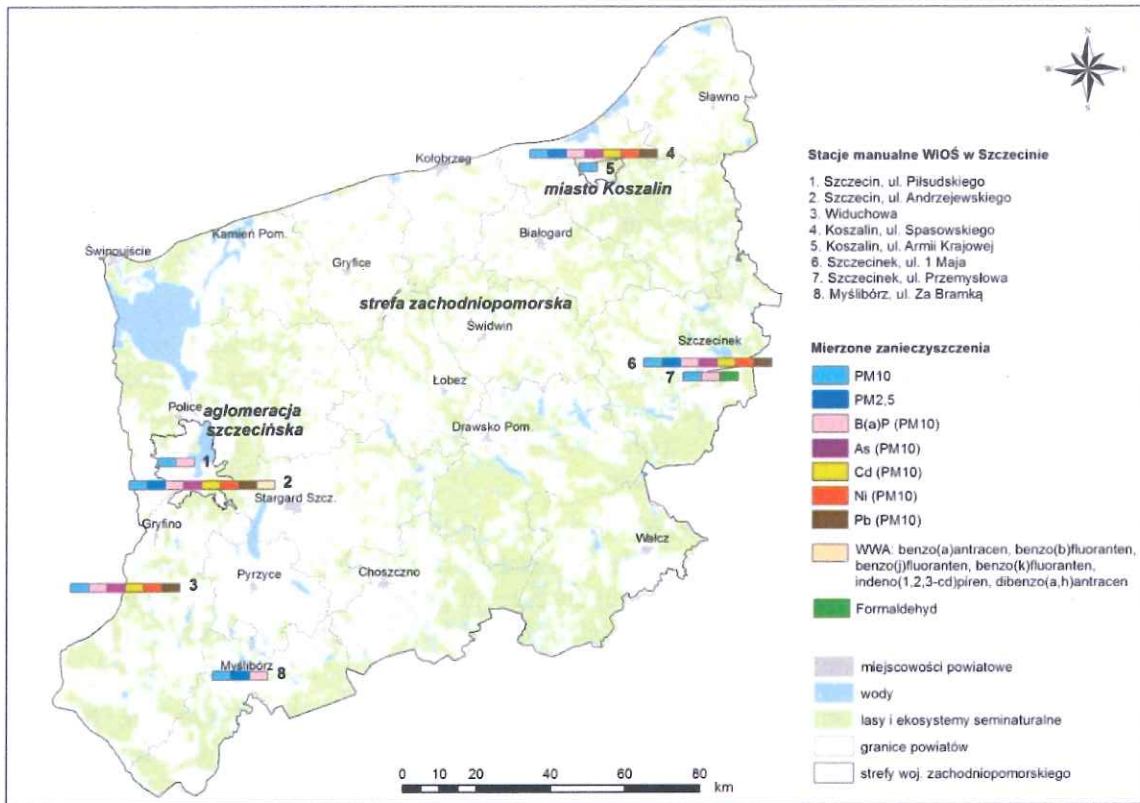 N
W
E
S
Sławno
Kołobrzeg
4
5
miasto Koszalin
Kamień Pom.
Białogard
Świnoujście
Gryfice
strefa zachodniopomorska
Świdwin
Szczecinek
6
7
Łobez
Police
aglomeracja
szczecińska
Drawsko Pom.
1
2
Stargard Szcz.
Gryfino
Wałcz
3
Pyrzyce
Choszczno
Myślibórz
8
0 10 20 40 60 80
km
Stacje manualne WIOŚ w Szczecinie
1. Szczecin, ul. Piłsudskiego
2. Szczecin, ul. Andrzejewskiego
3. Widuchowa
4. Koszalin, ul. Spasowskiego
5. Koszalin, ul. Armii Krajowej
6. Szczecinek, ul. 1 Maja
7. Szczecinek, ul. Przemysłowa
8. Myślibórz, ul. Za Bramką
Mierzone zanieczyszczenia
PM10
PM2,5
B(a)P (PM10)
As (PM10)
Cd (PM10)
Ni (PM10)
Pb (PM10)
WWA: benzo(a)antracen, benzo(b)fluoranten,
benzo(j)fluoranten, benzo(k)fluoranten,
indeno(1,2,3-cd)piren, dibenzo(a,h)antracen
Formaldehyd
miejscowości powiatowe
wody
lasy i ekosystemy seminaturalne
granice powiatów
strefy woj. zachodniopomorskiego